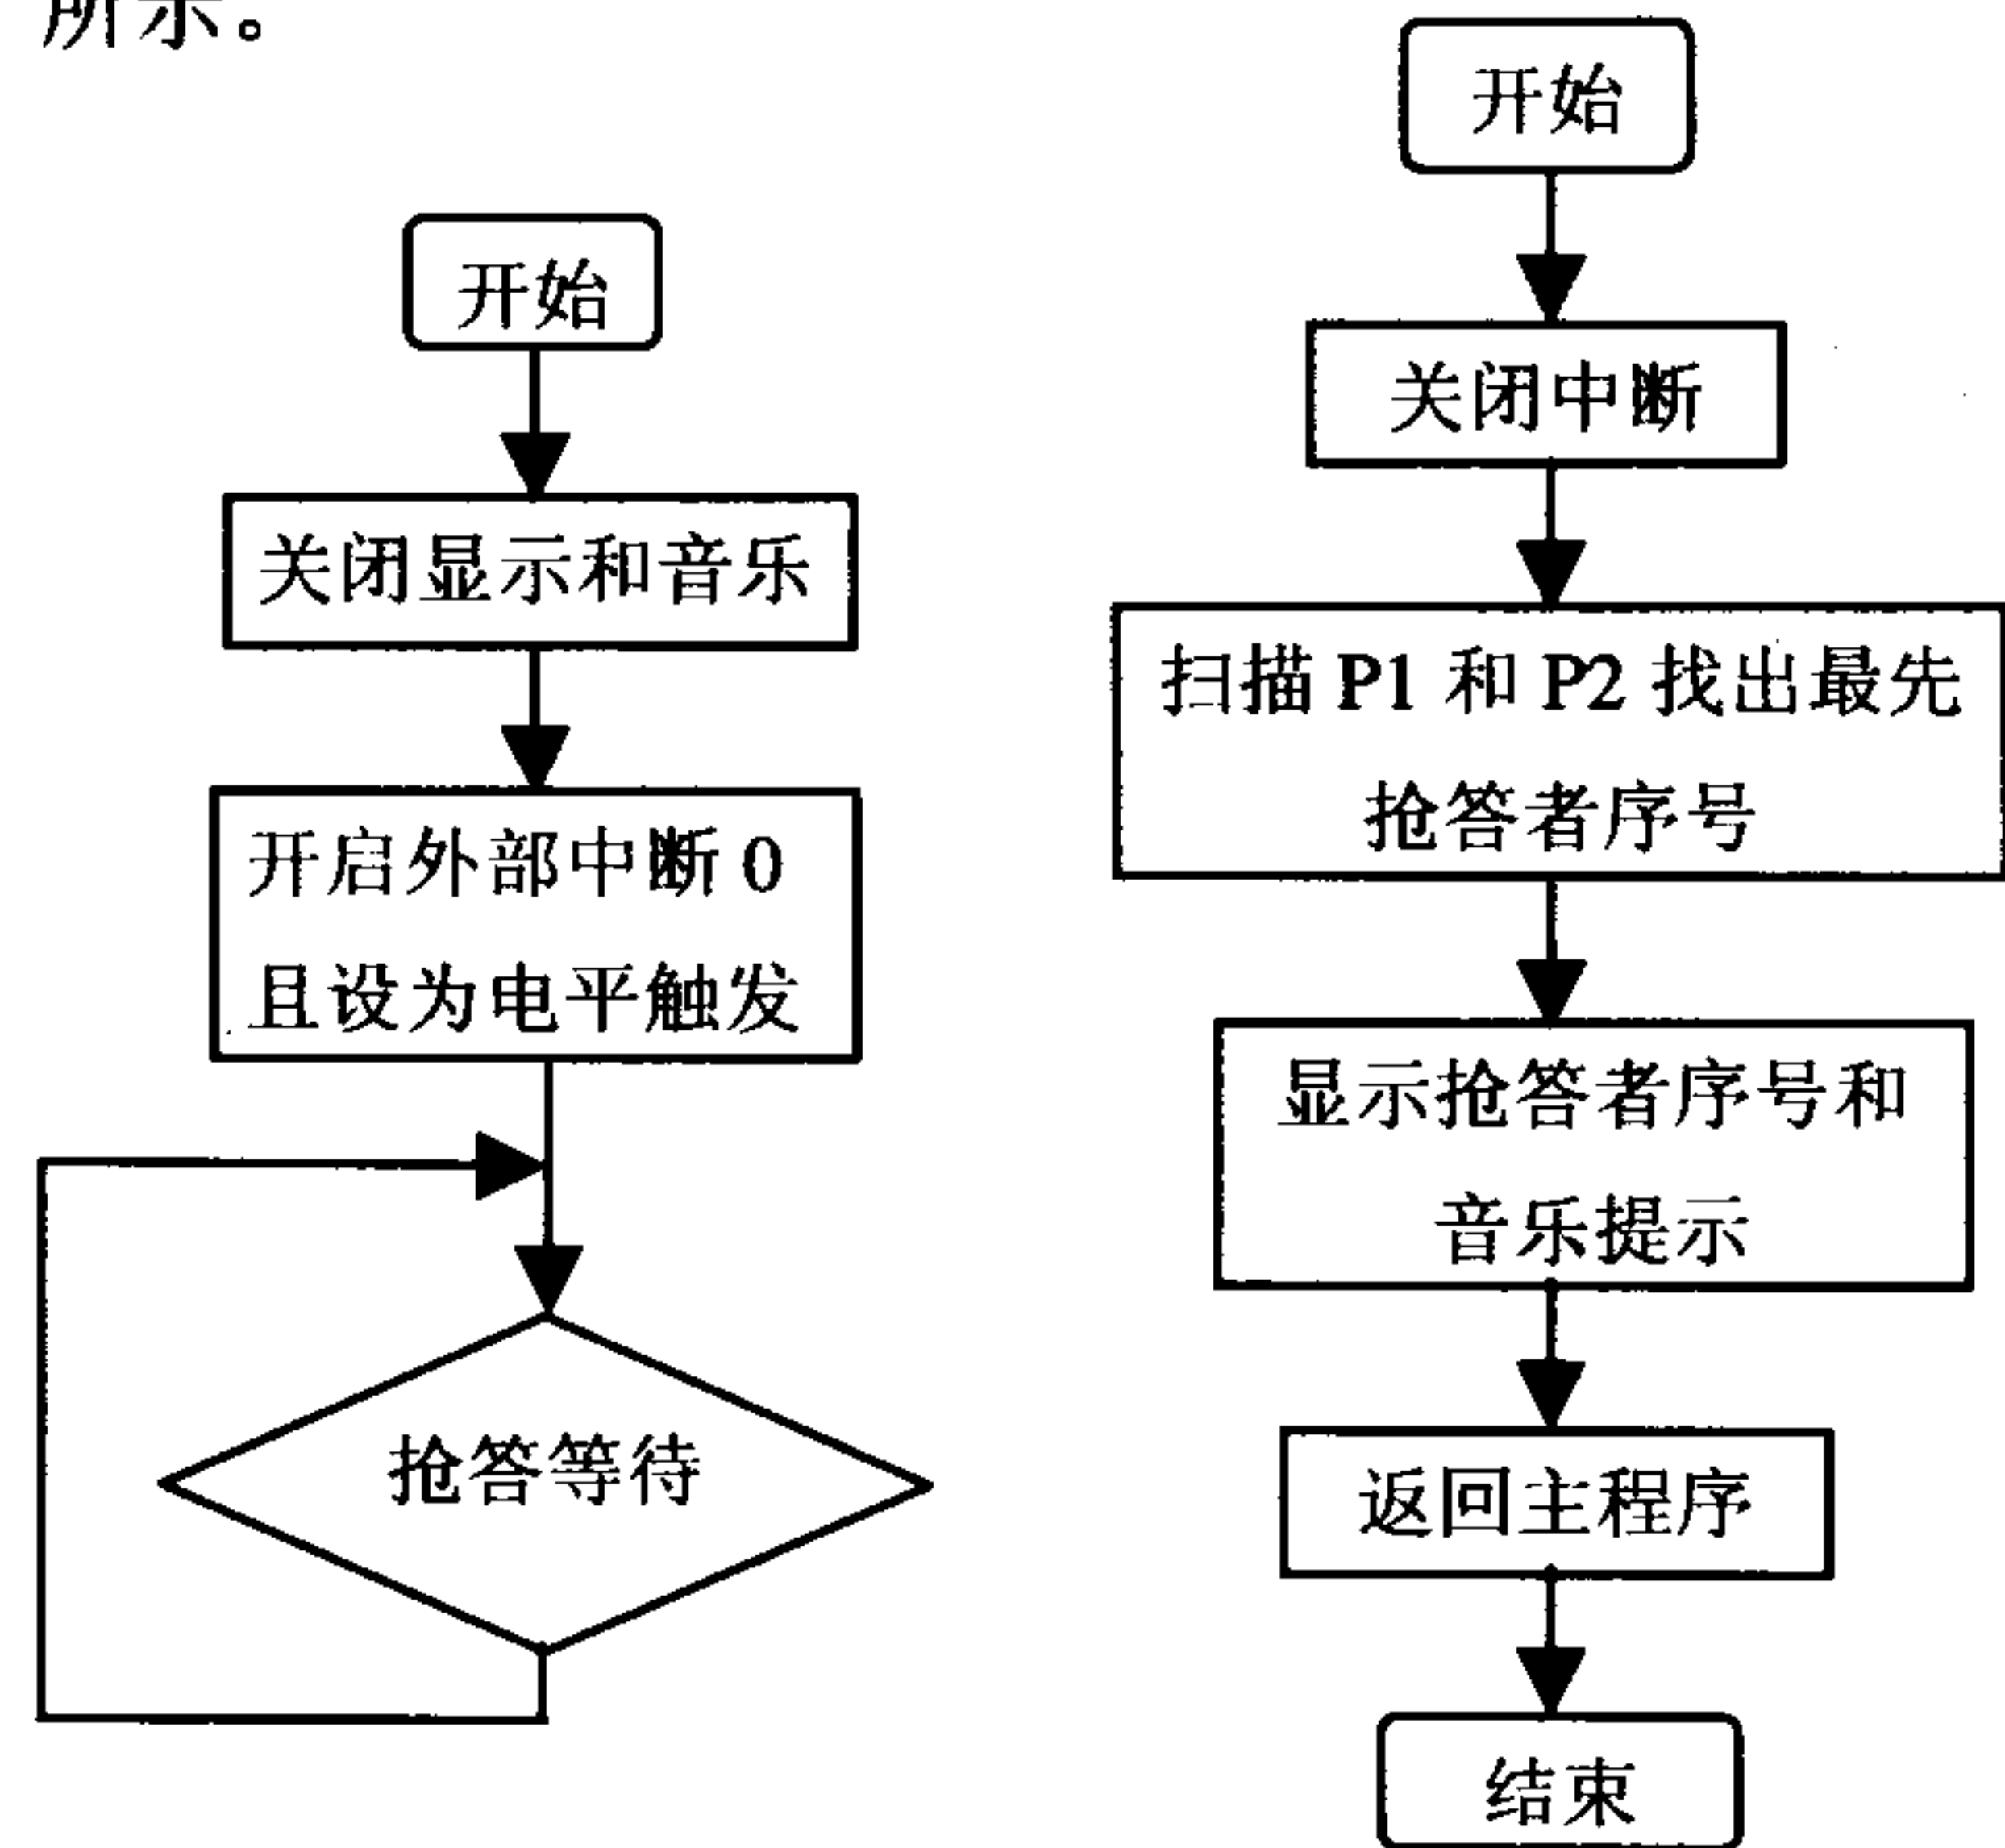 所示。
开始
关闭显示和音乐
开启外部中断 0
且设为电平触发
抢答等待
开始
关闭中断
扫描 P1 和 P2 找出最先
抢答者序号
显示抢答者序号和
音乐提示
返回主程序
结束